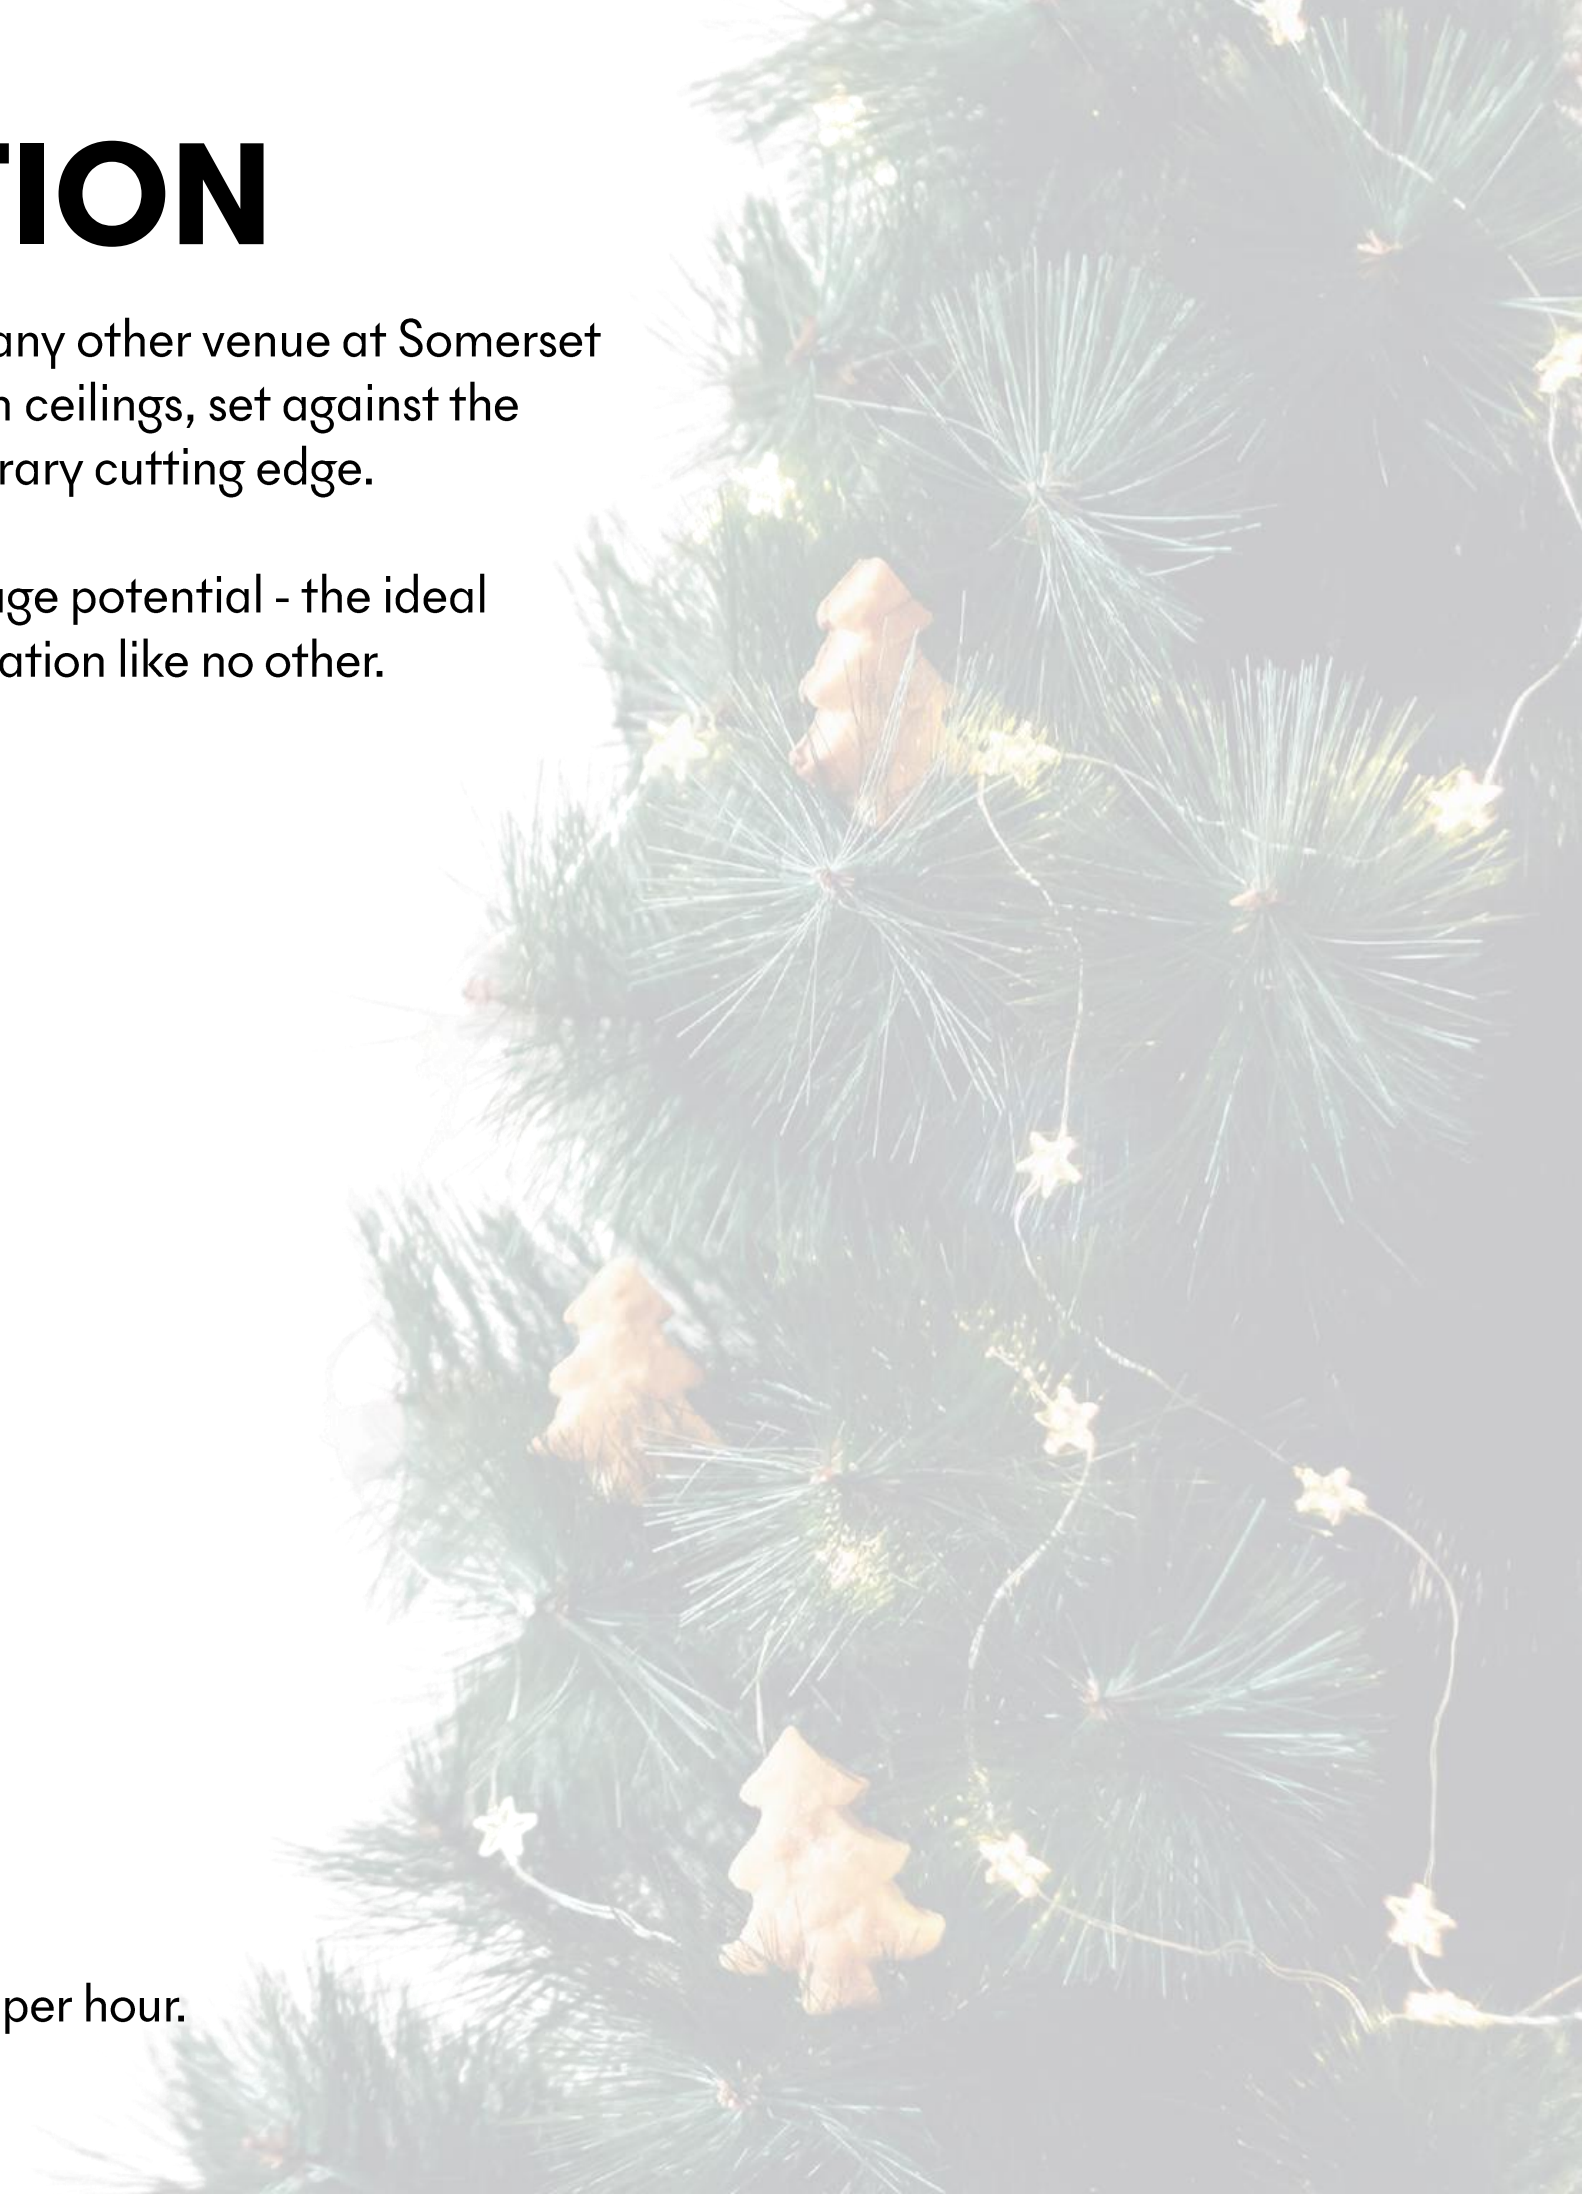 TION
any other venue at Somerset
ceilings, set against the
rary cutting edge.
age potential - the ideal
ation like no other.
per hour.